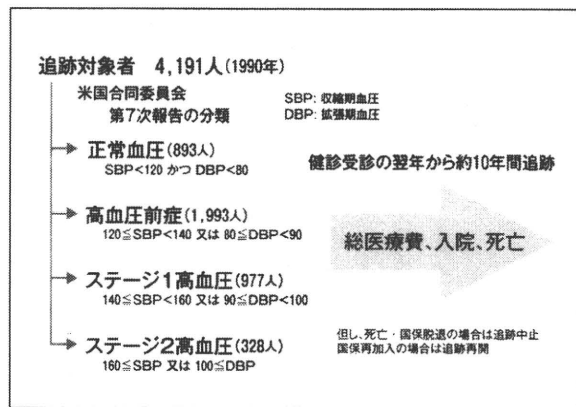 追跡対象者 4,191人(1990年)
米国合同委員会
第7次報告の分類
SBP: 収縮期血圧
DBP: 拡張期血圧
正常血圧(893人)
SBP<120 かつ DBP<80
健診受診の翌年から約10年間追跡
高血圧前症(1,993人)
120≦SBP<140 又は 80≦DBP<90
総医療費、入院、死亡
ステージ1高血圧(977人)
140≦SBP<160 又は 90≦DBP<100
ステージ2高血圧(328人)
160≦SBP 又は 100≦DBP
但し、死亡・国保脱退の場合は追跡中止
国保再加入の場合は追跡再開